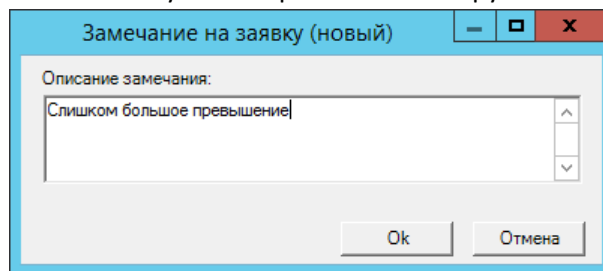 Замечание на заявку (новый)
Описание замечания:
Слишком большое превышение
Ok
Отмена